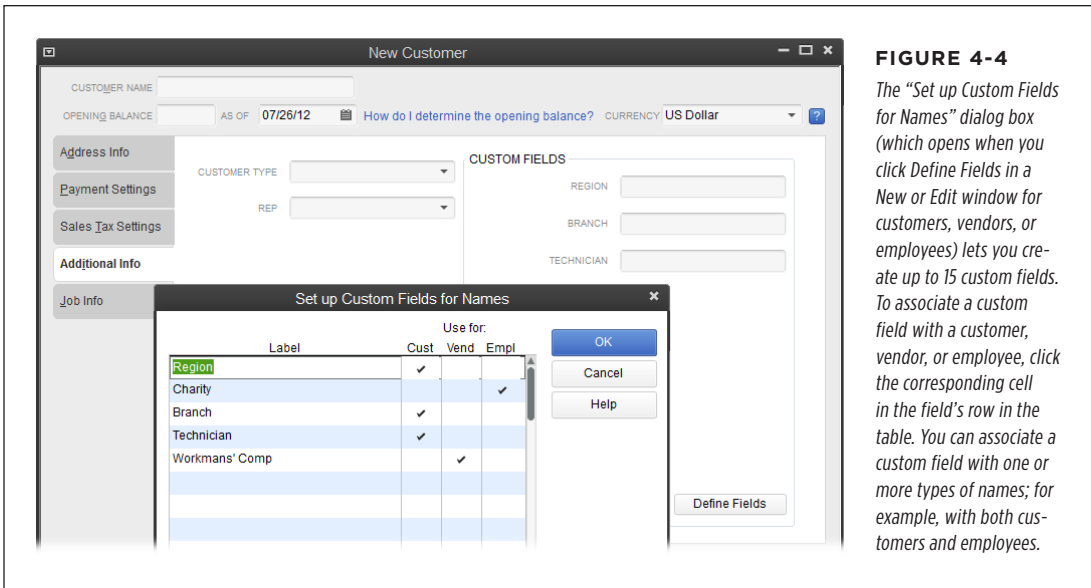 New Customer
CUSTOMER NAME
OPENING BALANCE
AS OF 07/26/12
How do I determine the opening balance?
CURRENCY US Dollar
?
Address Info
Payment Settings
Sales Tax Settings
Additional Info
Job Info
CUSTOMER TYPE
REP
CUSTOM FIELDS
REGION
BRANCH
TECHNICIAN
Define Fields
Set up Custom Fields for Names
Use for:
Label Cust Vend Empl
Region ✔
Charity ✔
Branch ✔
Technician ✔
Workmans' Comp ✔
OK
Cancel
Help
FIGURE 4-4
The “Set up Custom Fields
for Names” dialog box
(which opens when you
click Define Fields in a
New or Edit window for
customers, vendors, or
employees) lets you cre-
ate up to 15 custom fields.
To associate a custom
field with a customer,
vendor, or employee, click
the corresponding cell
in the field’s row in the
table. You can associate a
custom field with one or
more types of names; for
example, with both cus-
tomers and employees.